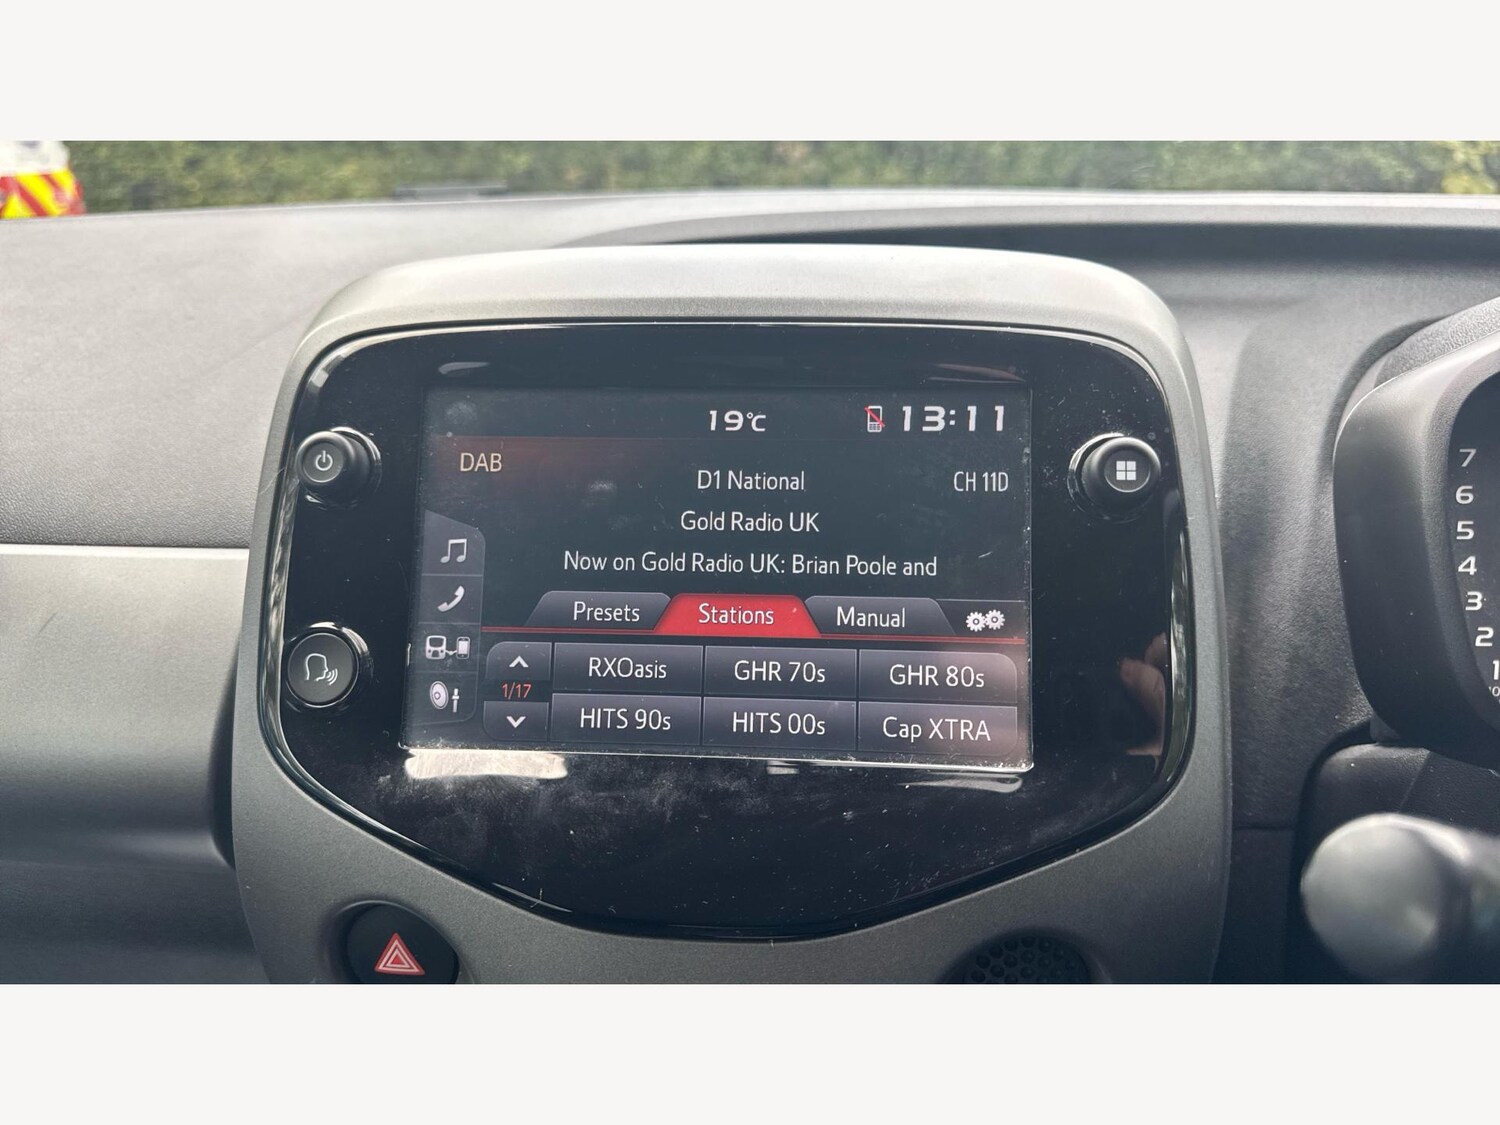 19°C 13:11
DAB
D1 National CH 11D
Gold Radio UK
Now on Gold Radio UK: Brian Poole and
Presets Stations Manual
RXOasis GHR 70s GHR 80s
1/17
HITS 90s HITS 00s Cap XTRA
7
6
5
4
3
2
1